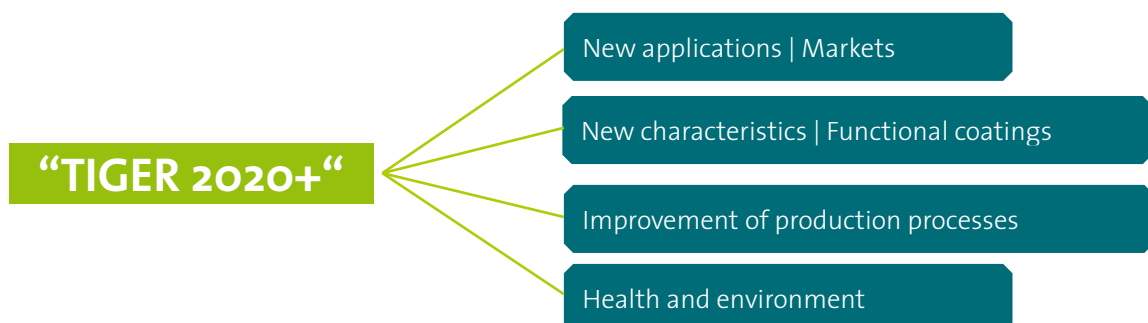 “TIGER 2020+“
New applications | Markets
New characteristics | Functional coatings
Improvement of production processes
Health and environment